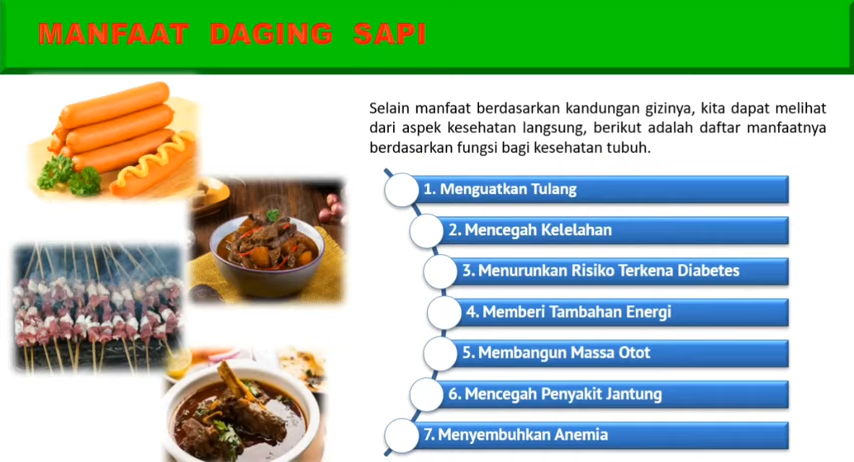 MANFAAT DAGING SAPI
Selain manfaat berdasarkan kandungan gizinya, kita dapat melihat
dari aspek kesehatan langsung, berikut adalah daftar manfaatnya
berdasarkan fungsi bagi kesehatan tubuh.
1. Menguatkan Tulang
2. Mencegah Kelelahan
3. Menurunkan Risiko Terkena Diabetes
4. Memberi Tambahan Energi
5. Membangun Massa Otot
6. Mencegah Penyakit Jantung
7. Menyembuhkan Anemia